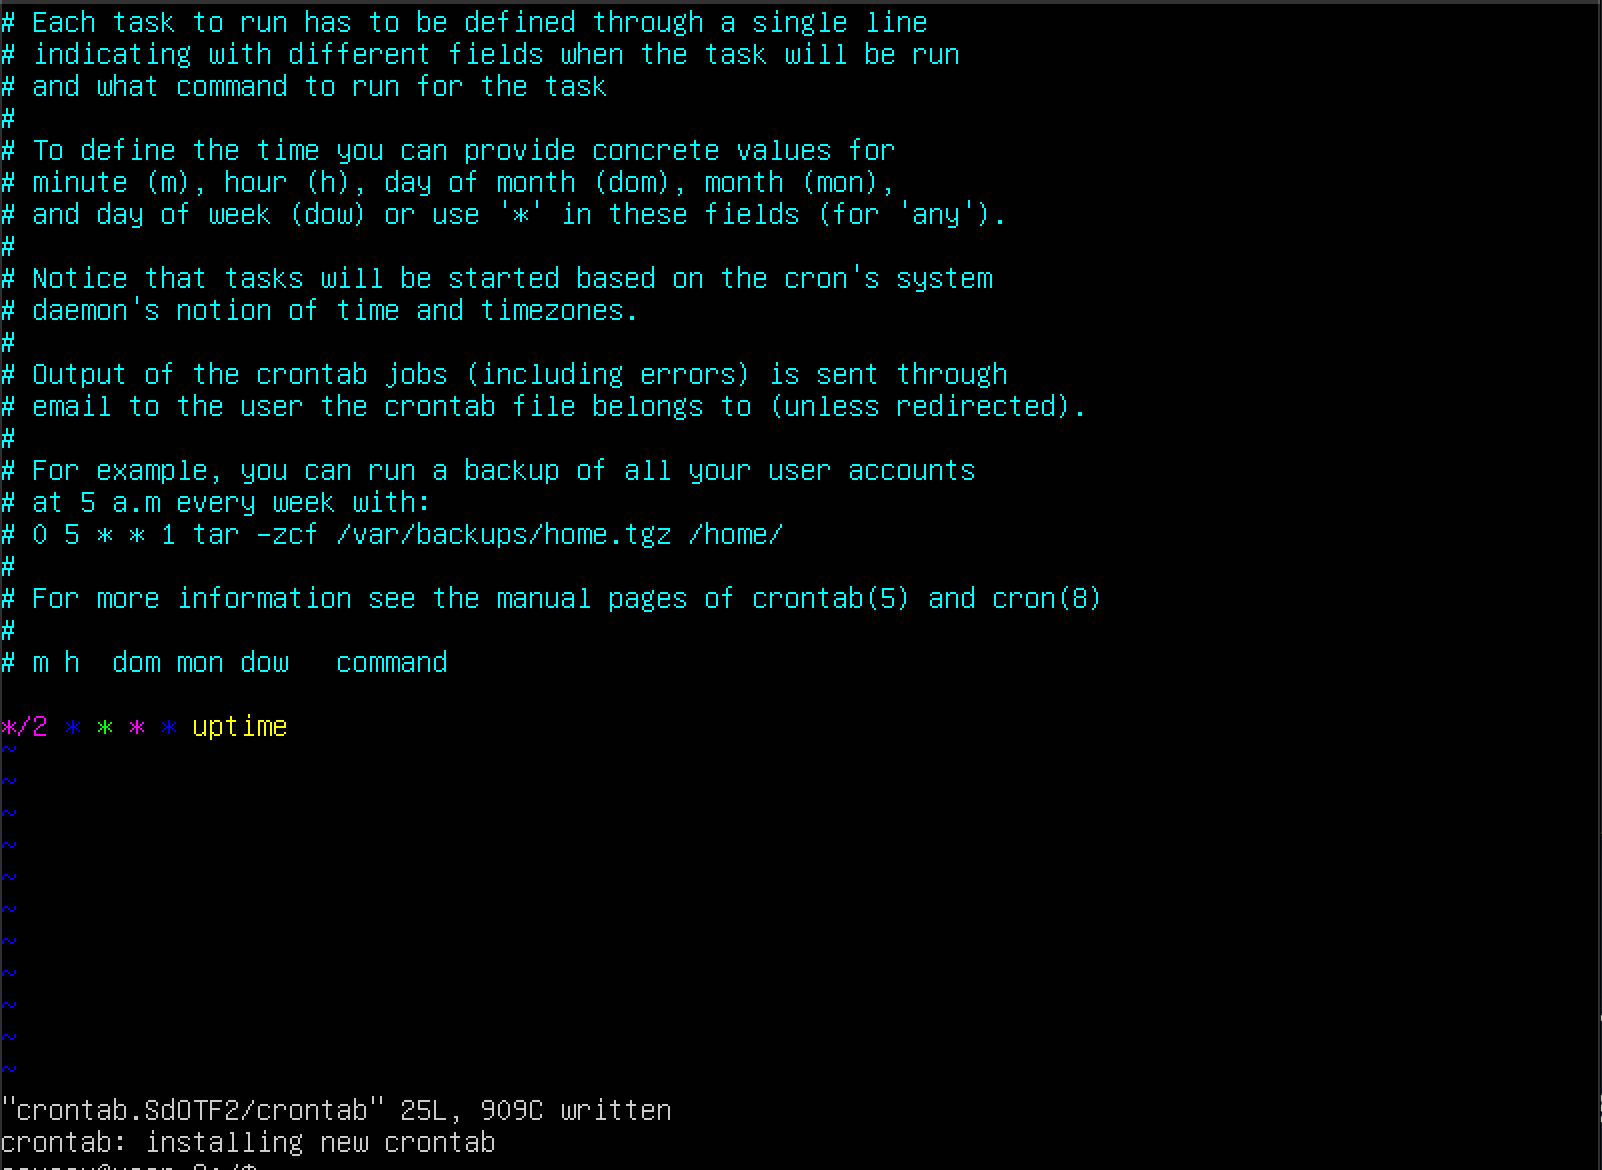 # Each task to run has to be defined through a single line
# indicating with different fields when the task will be run
# and what command to run for the task
#
# To define the time you can provide concrete values for
# minute (m), hour (h), day of month (dom), month (mon),
# and day of week (dow) or use '*' in these fields (for 'any').
#
# Notice that tasks will be started based on the cron's system
# daemon's notion of time and timezones.
#
# Output of the crontab jobs (including errors) is sent through
# email to the user the crontab file belongs to (unless redirected).
#
# For example, you can run a backup of all your user accounts
# at 5 a.m every week with:
# 0 5 * * 1 tar -zcf /var/backups/home.tgz /home/
#
# For more information see the manual pages of crontab(5) and cron(8)
#
# m h  dom mon dow   command

*/2 * * * * uptime
~
~
~
~
~
~
~
~
~
~
~
"crontab.SdOTF2/crontab" 25L, 909C written
crontab: installing new crontab